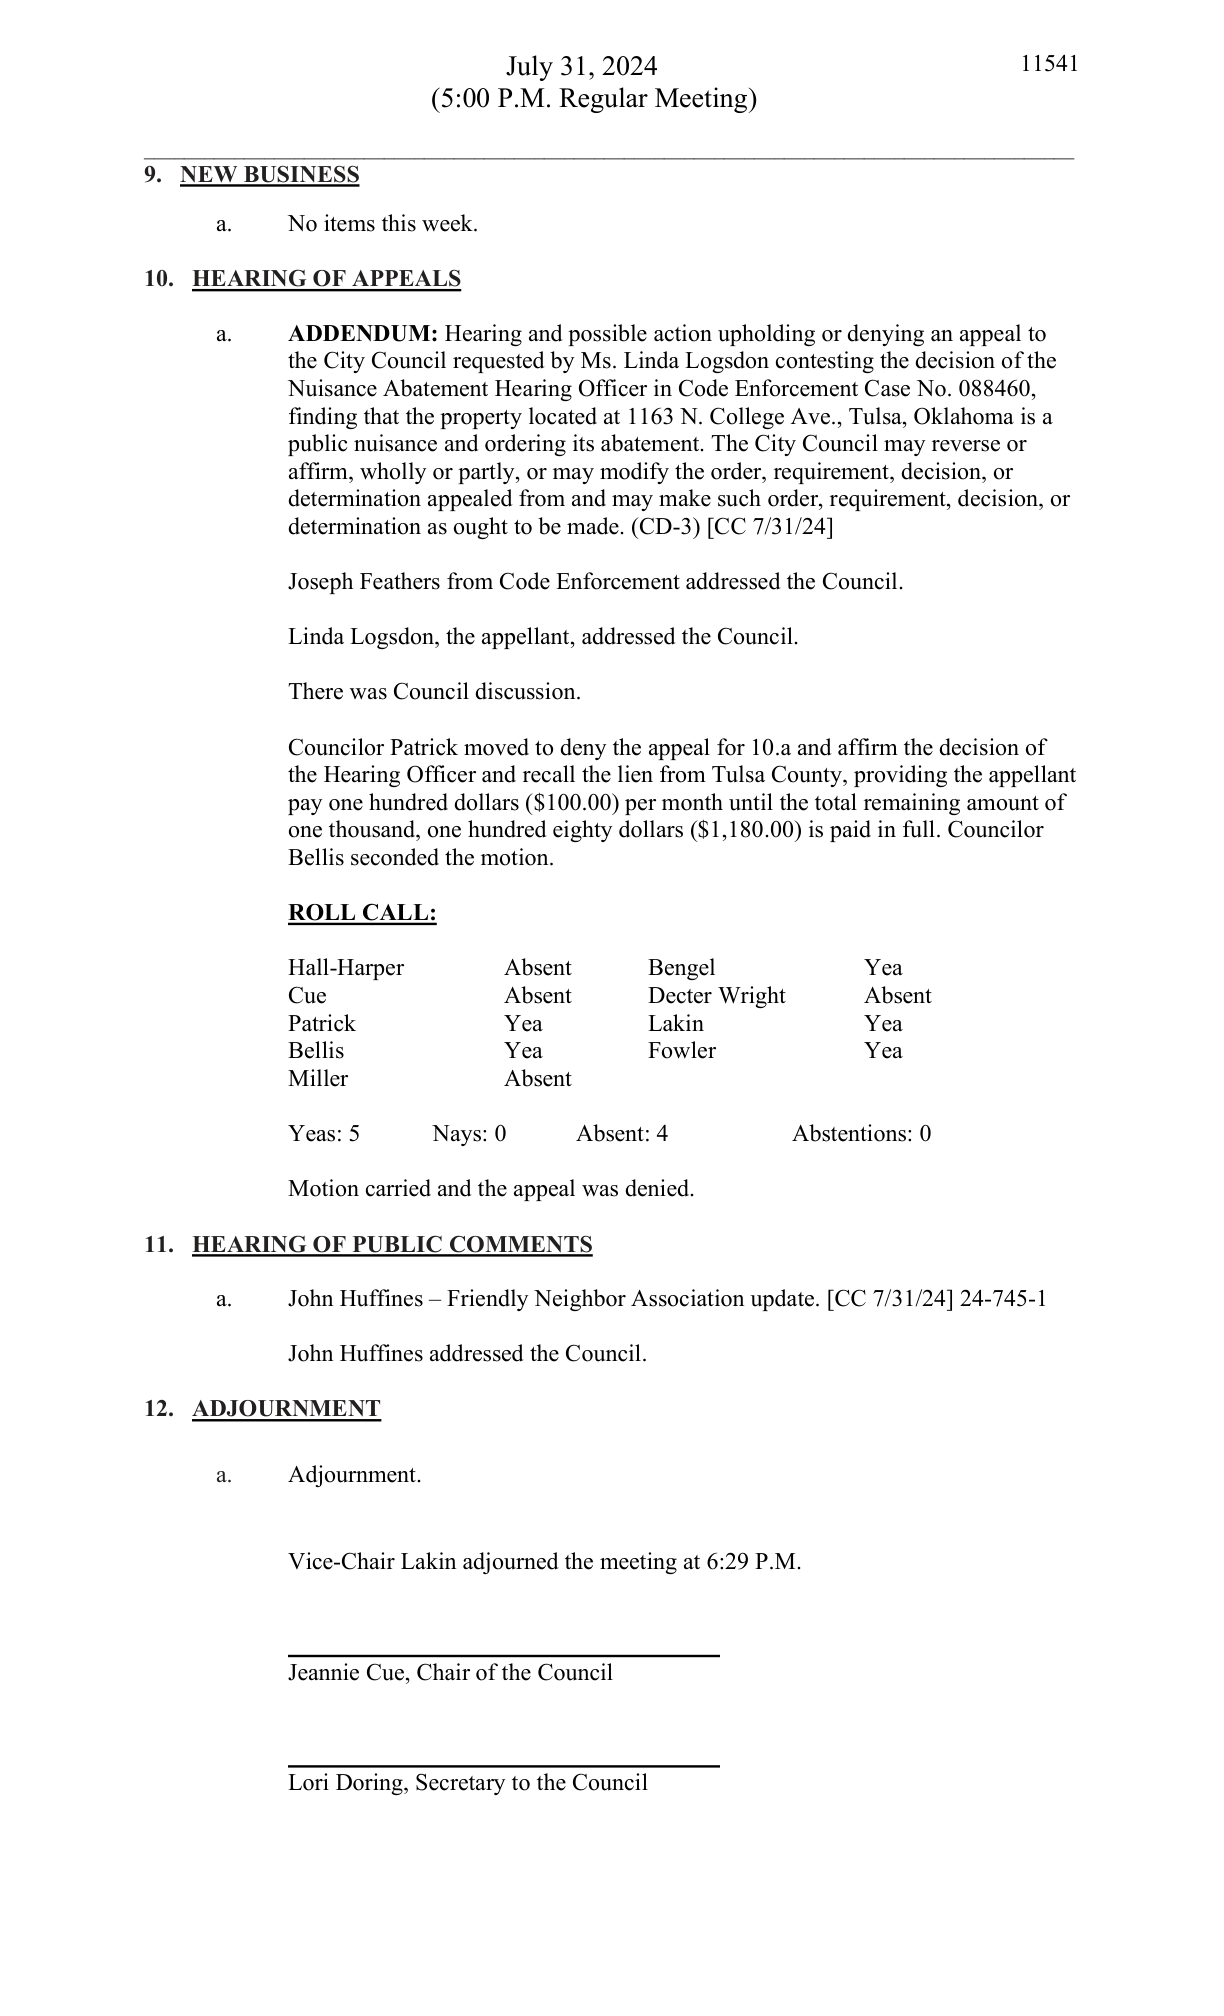 July 31, 2024
11541
(5:00 P.M. Regular Meeting)
9. NEW BUSINESS
a. No items this week.
10. HEARING OF APPEALS
a. ADDENDUM: Hearing and possible action upholding or denying an appeal to
the City Council requested by Ms. Linda Logsdon contesting the decision of the
Nuisance Abatement Hearing Officer in Code Enforcement Case No. 088460,
finding that the property located at 1163 N. College Ave., Tulsa, Oklahoma is a
public nuisance and ordering its abatement. The City Council may reverse or
affirm, wholly or partly, or may modify the order, requirement, decision, or
determination appealed from and may make such order, requirement, decision, or
determination as ought to be made. (CD-3) [CC 7/31/24]
Joseph Feathers from Code Enforcement addressed the Council.
Linda Logsdon, the appellant, addressed the Council.
There was Council discussion.
Councilor Patrick moved to deny the appeal for 10.a and affirm the decision of
the Hearing Officer and recall the lien from Tulsa County, providing the appellant
pay one hundred dollars ($100.00) per month until the total remaining amount of
one thousand, one hundred eighty dollars ($1,180.00) is paid in full. Councilor
Bellis seconded the motion.
ROLL CALL:
Hall-Harper Absent Bengel Yea
Cue Absent Decter Wright Absent
Patrick Yea Lakin Yea
Bellis Yea Fowler Yea
Miller Absent
Yeas: 5 Nays: 0 Absent: 4 Abstentions: 0
Motion carried and the appeal was denied.
11. HEARING OF PUBLIC COMMENTS
a. John Huffines – Friendly Neighbor Association update. [CC 7/31/24] 24-745-1
John Huffines addressed the Council.
12. ADJOURNMENT
a. Adjournment.
Vice-Chair Lakin adjourned the meeting at 6:29 P.M.
Jeannie Cue, Chair of the Council
Lori Doring, Secretary to the Council